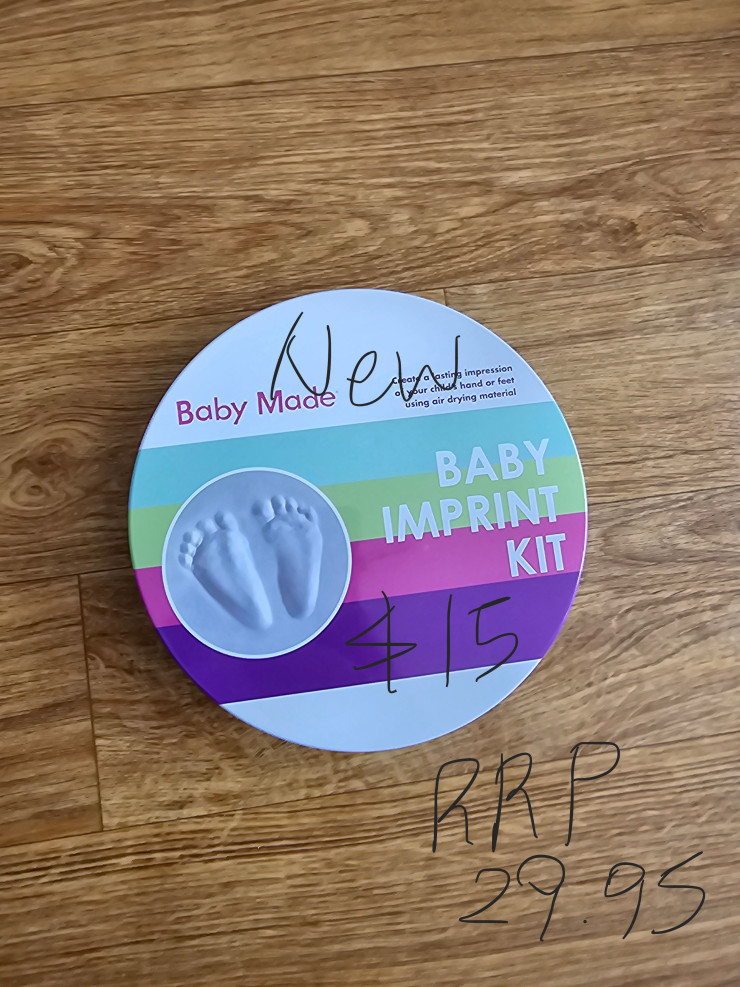 New
Baby Made
Create a lasting impression
of your child's hand or feet
using air drying material
BABY
IMPRINT
KIT
$15
RRP
29.95